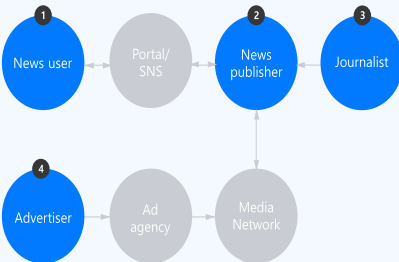 1
News user
Portal/
SNS
2
News
publisher
3
Journalist
4
Advertiser
Ad
agency
Media
Network